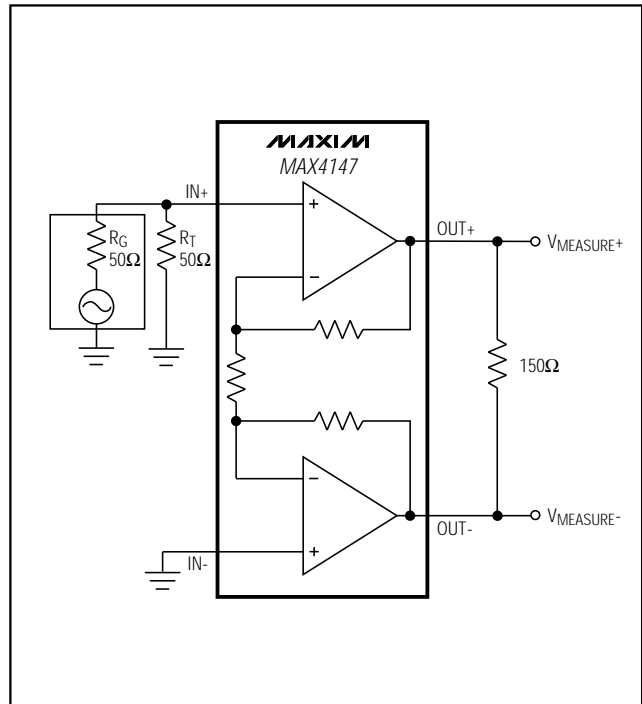 MAXIM
MAX4147
IN+
RG
50Ω
RT
50Ω
OUT+
VMEASURE+
150Ω
VMEASURE-
OUT-
IN-